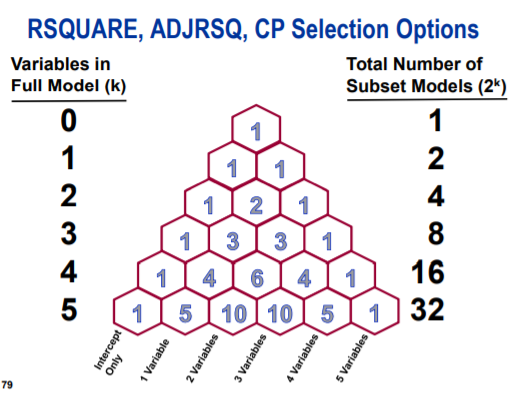 RSQUARE, ADJRSQ, CP Selection Options
Variables in
Full Model (k)
Total Number of
Subset Models (2ᵏ)
0 1 1
1 1 1 2
2 1 2 1 4
3 1 3 3 1 8
4 1 4 6 4 1 16
5 1 5 10 10 5 1 32
Intercept
Only
1 Variable
2 Variables
3 Variables
4 Variables
5 Variables
79